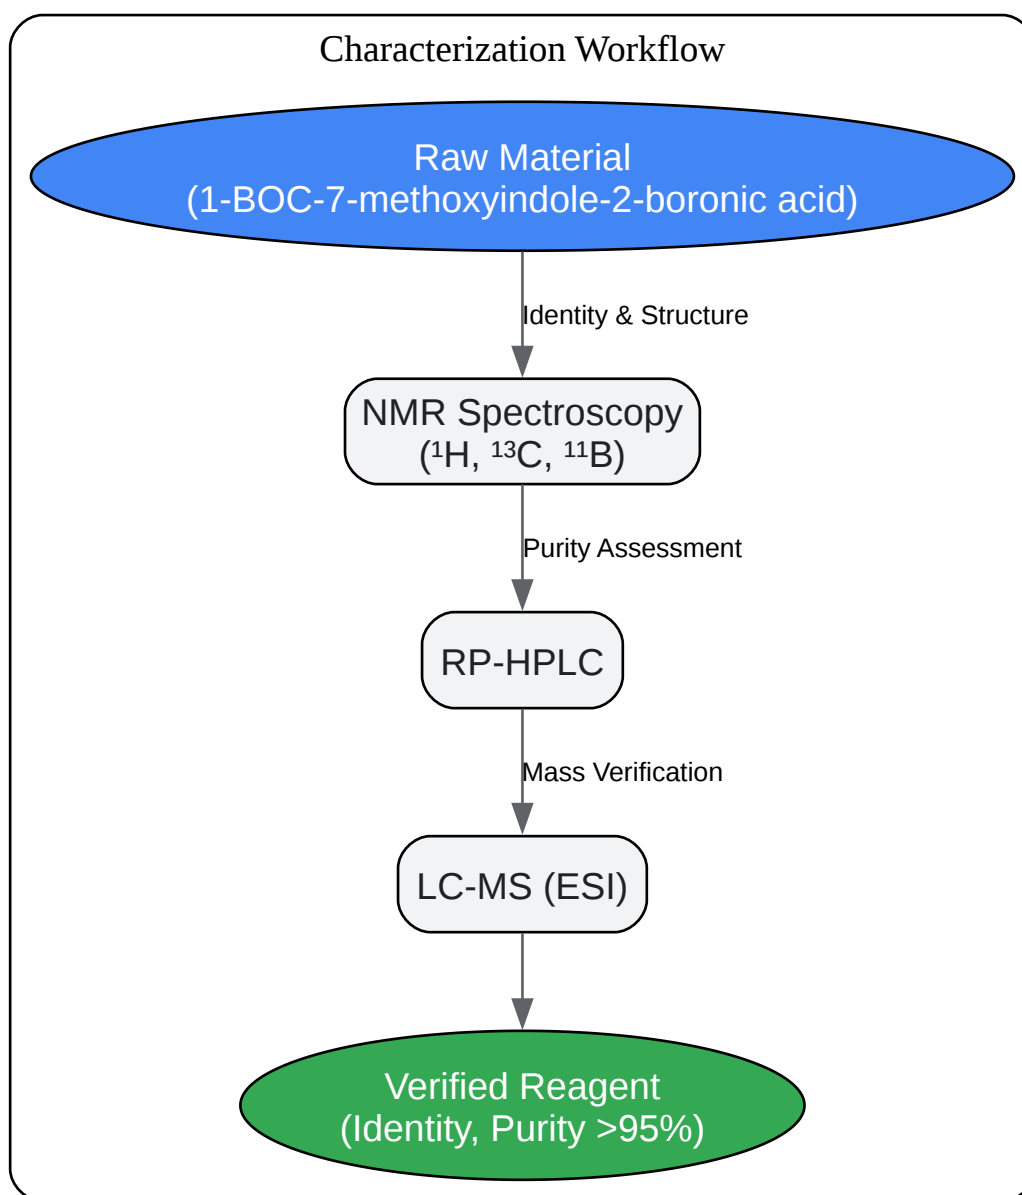 Characterization Workflow
Raw Material
(1-BOC-7-methoxyindole-2-boronic acid)
Identity & Structure
NMR Spectroscopy
(¹H, ¹³C, ¹¹B)
Purity Assessment
RP-HPLC
Mass Verification
LC-MS (ESI)
Verified Reagent
(Identity, Purity >95%)